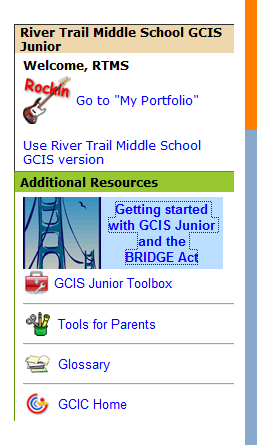 River Trail Middle School GCIS
Junior
Welcome, RTMS
Rockin
Go to "My Portfolio"
Use River Trail Middle School
GCIS version
Additional Resources
Getting started
with GCIS Junior
and the
BRIDGE Act
GCIS Junior Toolbox
Tools for Parents
Glossary
GCIC Home